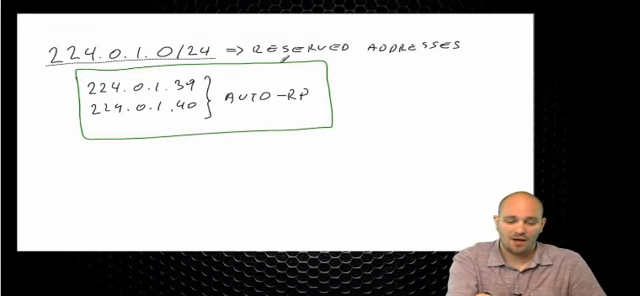 224.0.1.0/24 => RESERVED ADDRESSES
224.0.1.39
224.0.1.40 } AUTO-RP